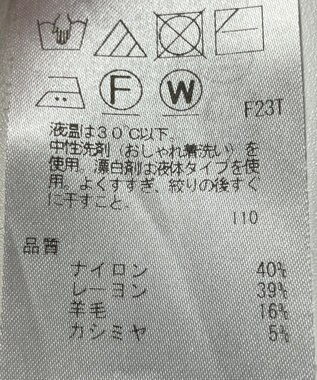 F
W
F23T
液温は30℃以下。
中性洗剤（おしゃれ着洗い）を
使用。漂白剤は液体タイプを使
用。よくすすぎ、絞りの後すぐ
に干すこと。
110
品質
ナイロン 40%
レーヨン 39%
羊毛 16%
カシミヤ 5%